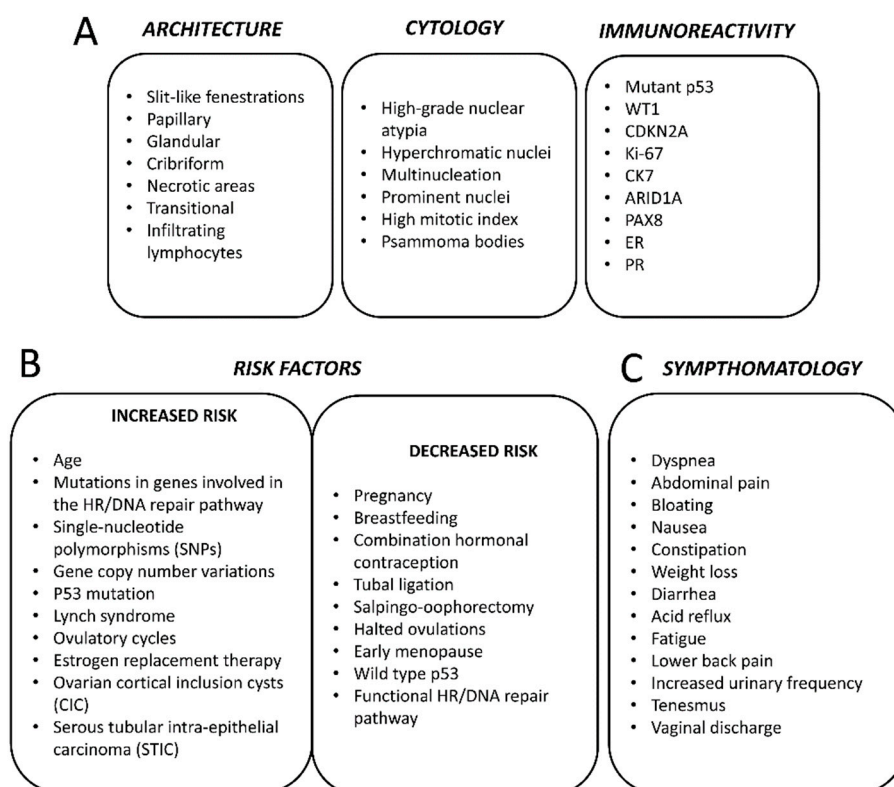 A
ARCHITECTURE
• Slit-like fenestrations
• Papillary
• Glandular
• Cribriform
• Necrotic areas
• Transitional
• Infiltrating
lymphocytes
CYTOLOGY
• High-grade nuclear
atypia
• Hyperchromatic nuclei
• Multinucleation
• Prominent nuclei
• High mitotic index
• Psammoma bodies
IMMUNOREACTIVITY
• Mutant p53
• WT1
• CDKN2A
• Ki-67
• CK7
• ARID1A
• PAX8
• ER
• PR
B
RISK FACTORS
INCREASED RISK
• Age
• Mutations in genes involved in
the HR/DNA repair pathway
• Single-nucleotide
polymorphisms (SNPs)
• Gene copy number variations
• P53 mutation
• Lynch syndrome
• Ovulatory cycles
• Estrogen replacement therapy
• Ovarian cortical inclusion cysts
(CIC)
• Serous tubular intra-epithelial
carcinoma (STIC)
DECREASED RISK
• Pregnancy
• Breastfeeding
• Combination hormonal
contraception
• Tubal ligation
• Salpingo-oophorectomy
• Halted ovulations
• Early menopause
• Wild type p53
• Functional HR/DNA repair
pathway
C
SYMPTHOMATOLOGY
• Dyspnea
• Abdominal pain
• Bloating
• Nausea
• Constipation
• Weight loss
• Diarrhea
• Acid reflux
• Fatigue
• Lower back pain
• Increased urinary frequency
• Tenesmus
• Vaginal discharge